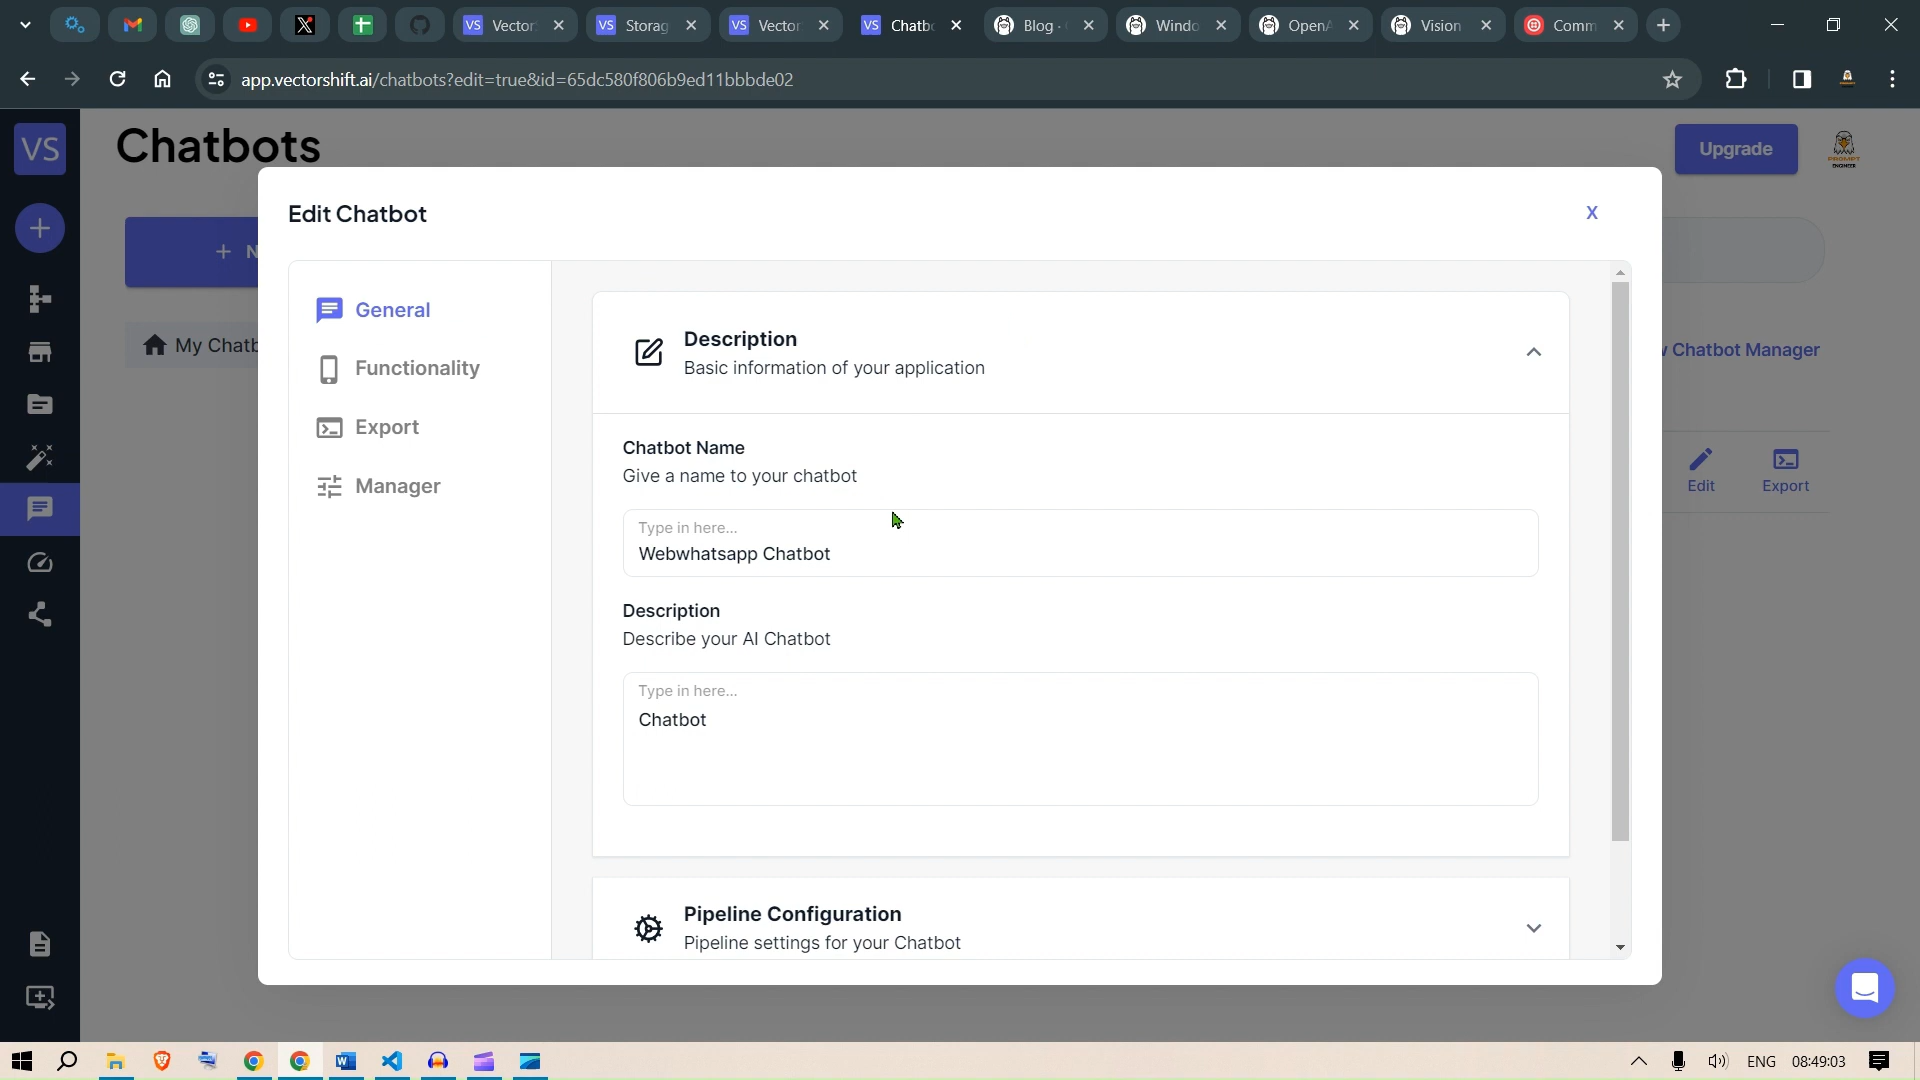 Vector
Storag
Vector
Chatb
Blog · 
Windo
OpenA
Vision
Comm
app.vectorshift.ai/chatbots?edit=true&id=65dc580f806b9ed11bbbde02
VS
Chatbots
Upgrade
Edit Chatbot
X
+ N
My Chatb
Chatbot Manager
General
Functionality
Export
Manager
Description
Basic information of your application
Chatbot Name
Give a name to your chatbot
Type in here...
Webwhatsapp Chatbot
Description
Describe your AI Chatbot
Type in here...
Chatbot
Edit
Export
Pipeline Configuration
Pipeline settings for your Chatbot
ENG
08:49:03